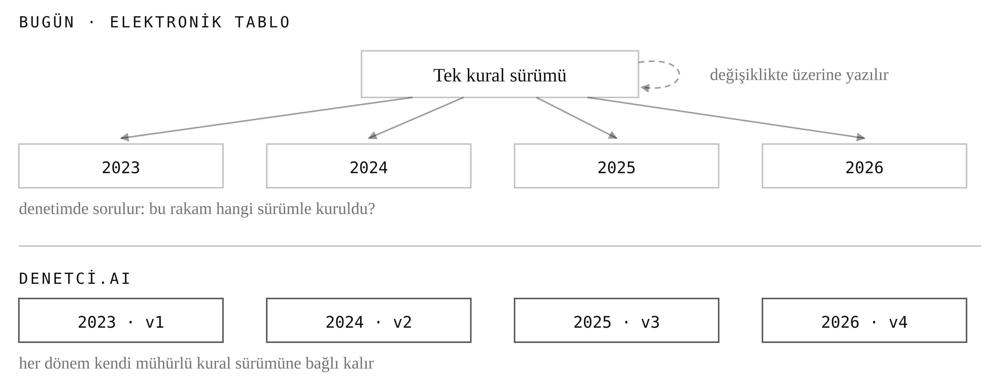 BUGÜN · ELEKTRONİK TABLO
Tek kural sürümü
değişiklikte üzerine yazılır
2023
2024
2025
2026
denetimde sorulur: bu rakam hangi sürümle kuruldu?
DENETCİ.AI
2023 · v1
2024 · v2
2025 · v3
2026 · v4
her dönem kendi mühürlü kural sürümüne bağlı kalır